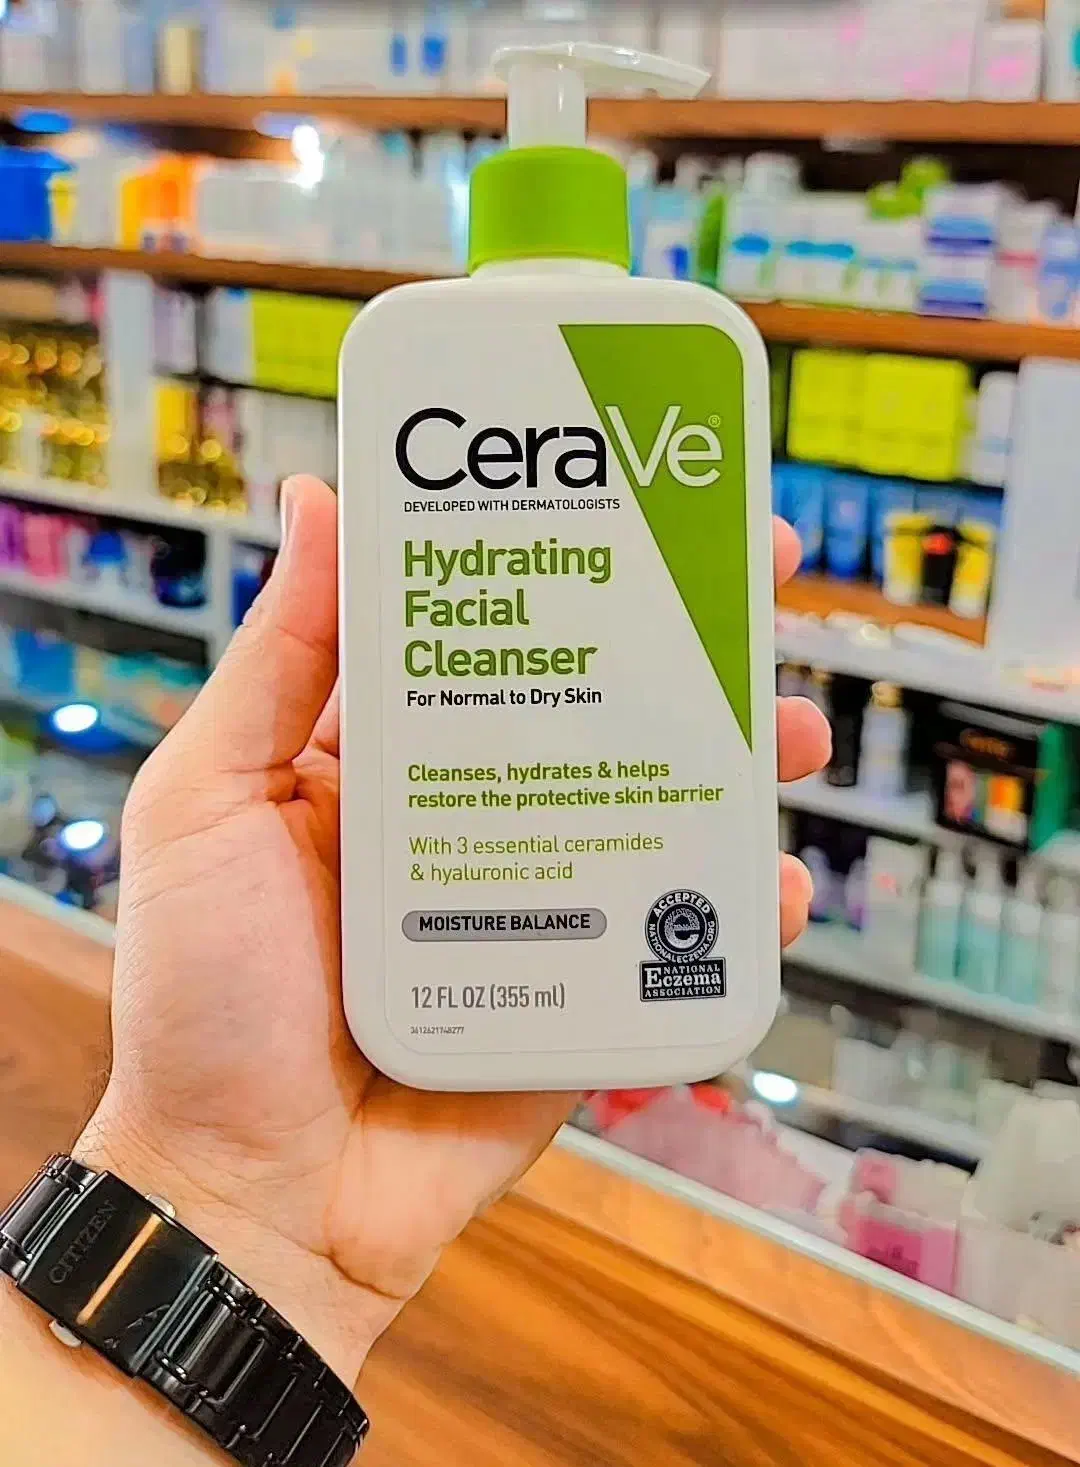 CeraVe®
DEVELOPED WITH DERMATOLOGISTS
Hydrating
Facial
Cleanser
For Normal to Dry Skin
Cleanses, hydrates & helps
restore the protective skin barrier
With 3 essential ceramides
& hyaluronic acid
MOISTURE BALANCE
12 FL OZ (355 ml)
3612621748277
ACCEPTED
NATIONALECZEMA.ORG
NATIONAL
Eczema
ASSOCIATION
CITIZEN